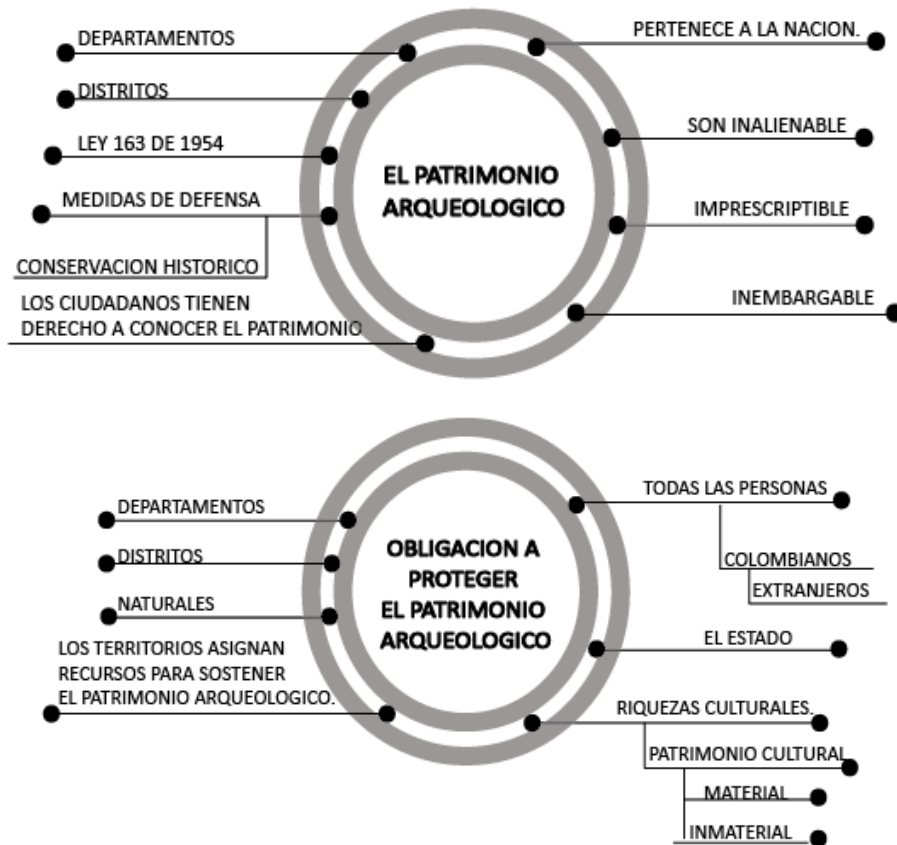 DEPARTAMENTOS
DISTRITOS
LEY 163 DE 1954
MEDIDAS DE DEFENSA
CONSERVACION HISTORICO
LOS CIUDADANOS TIENEN
DERECHO A CONOCER EL PATRIMONIO
EL PATRIMONIO
ARQUEOLOGICO
PERTENECE A LA NACION.
SON INALIENABLE
IMPRESCRIPTIBLE
INEMBARGABLE
DEPARTAMENTOS
DISTRITOS
NATURALES
LOS TERRITORIOS ASIGNAN
RECURSOS PARA SOSTENER
EL PATRIMONIO ARQUEOLOGICO.
OBLIGACION A
PROTEGER
EL PATRIMONIO
ARQUEOLOGICO
TODAS LAS PERSONAS
COLOMBIANOS
EXTRANJEROS
EL ESTADO
RIQUEZAS CULTURALES.
PATRIMONIO CULTURAL
MATERIAL
INMATERIAL